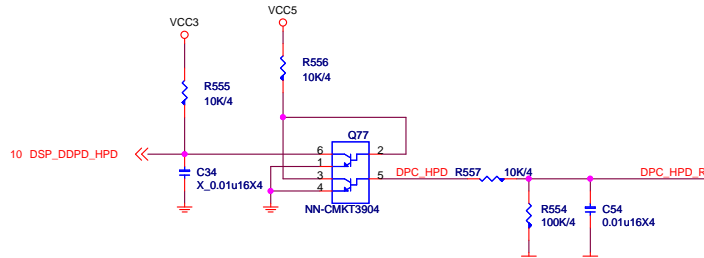 VCC3
VCC5
R555
10K/4
R556
10K/4
Q77
10 DSP_DDPD_HPD
6
1
3
4
2
5
C34
X_0.01u16X4
NN-CMKT3904
DPC_HPD
R557
10K/4
DPC_HPD_R
R554
100K/4
C54
0.01u16X4